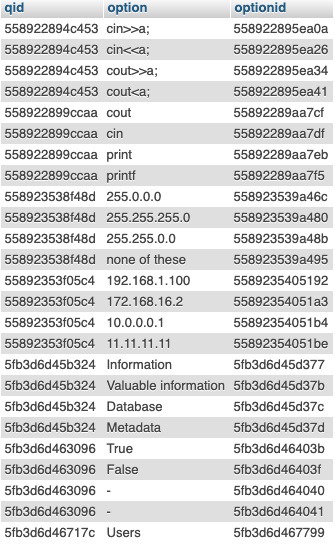 qid option optionid
558922894c453 cin>>a; 558922895ea0a
558922894c453 cin<<a; 558922895ea26
558922894c453 cout>>a; 558922895ea34
558922894c453 cout<a; 558922895ea41
558922899ccaa cout 55892289aa7cf
558922899ccaa cin 55892289aa7df
558922899ccaa print 55892289aa7eb
558922899ccaa printf 55892289aa7f5
558923538f48d 255.0.0.0 558923539a46c
558923538f48d 255.255.255.0 558923539a480
558923538f48d 255.255.0.0 558923539a48b
558923538f48d none of these 558923539a495
55892353f05c4 192.168.1.100 5589235405192
55892353f05c4 172.168.16.2 55892354051a3
55892353f05c4 10.0.0.0.1 55892354051b4
55892353f05c4 11.11.11.11 55892354051be
5fb3d6d45b324 Information 5fb3d6d45d377
5fb3d6d45b324 Valuable information 5fb3d6d45d37b
5fb3d6d45b324 Database 5fb3d6d45d37c
5fb3d6d45b324 Metadata 5fb3d6d45d37d
5fb3d6d463096 True 5fb3d6d46403b
5fb3d6d463096 False 5fb3d6d46403f
5fb3d6d463096 - 5fb3d6d464040
5fb3d6d463096 - 5fb3d6d464041
5fb3d6d46717c Users 5fb3d6d467799